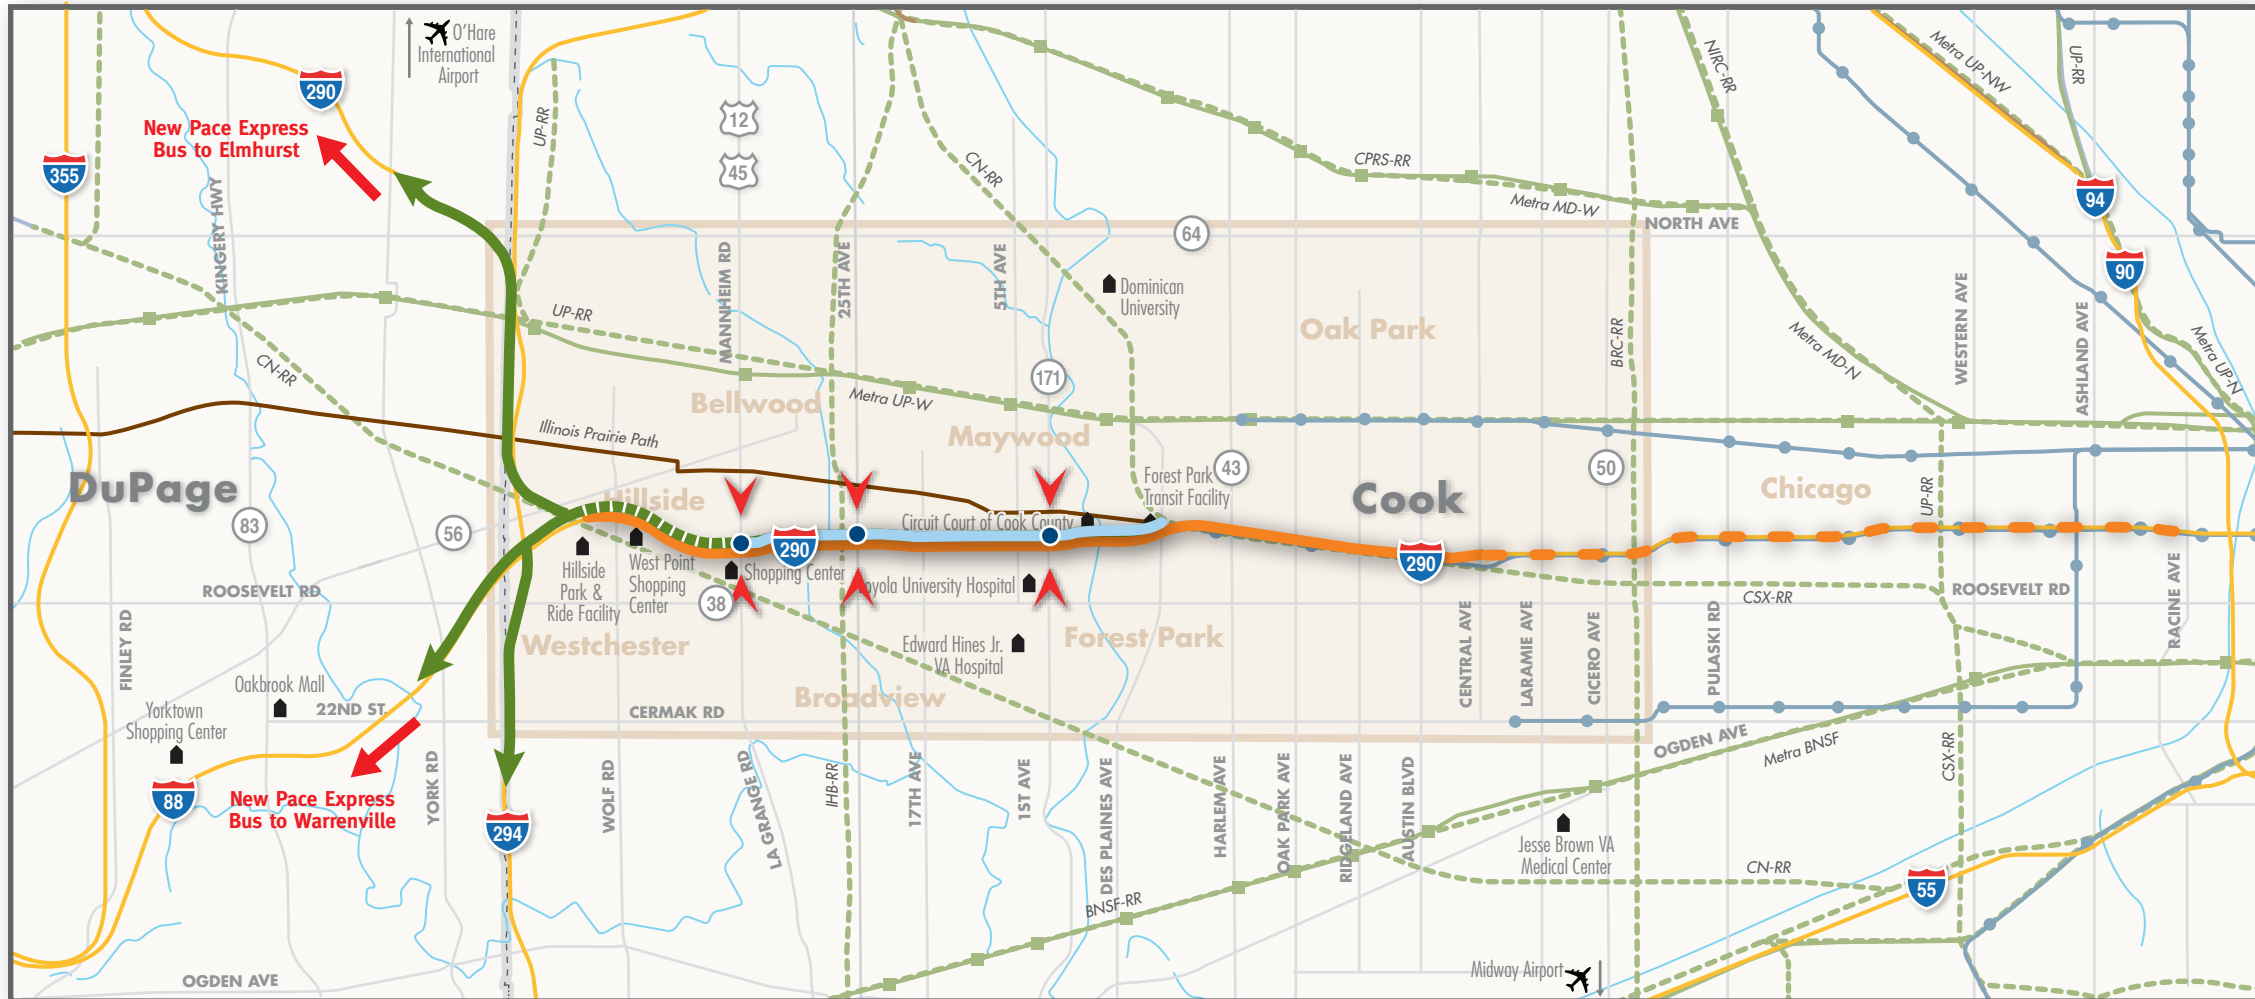 O'Hare
International
Airport
290
New Pace Express
Bus to Elmhurst
355
KINGERY HWY
UP-RR
12
45
MANNHEIM RD
25TH AVE
CN-RR
5TH AVE
64
Dominican
University
CPRS-RR
Metra MD-W
NORTH AVE
NIRC-RR
Metra UP-NW
UP-RR
94
90
Metra UP-N
WESTERN AVE
ASHLAND AVE
Metra MD-N
BRC-RR
Oak Park
UP-RR
CN-RR
Bellwood
Metra UP-W
171
Maywood
Illinois Prairie Path
DuPage
83
56
Hillside
Forest Park
Transit Facility
43
Cook
50
Chicago
UP-RR
Circuit Court of Cook County
290
290
Hillside
Park &
Ride Facility
West Point
Shopping
Center
Shopping Center
38
Loyola University Hospital
ROOSEVELT RD
CSX-RR
ROOSEVELT RD
RACINE AVE
FINLEY RD
Westchester
Edward Hines Jr.
VA Hospital
Forest Park
Broadview
CENTRAL AVE
LARAMIE AVE
CICERO AVE
PULASKI RD
Oakbrook Mall
22ND ST.
Yorktown
Shopping Center
CERMAK RD
OGDEN AVE
Metra BNSF
CSX-RR
88
New Pace Express
Bus to Warrenville
YORK RD
294
WOLF RD
LA GRANGE RD
IHB-RR
17TH AVE
1ST AVE
DES PLAINES AVE
HARLEM AVE
OAK PARK AVE
RIDGELAND AVE
AUSTIN BLVD
Jesse Brown VA
Medical Center
CN-RR
55
BNSF-RR
Midway Airport
OGDEN AVE